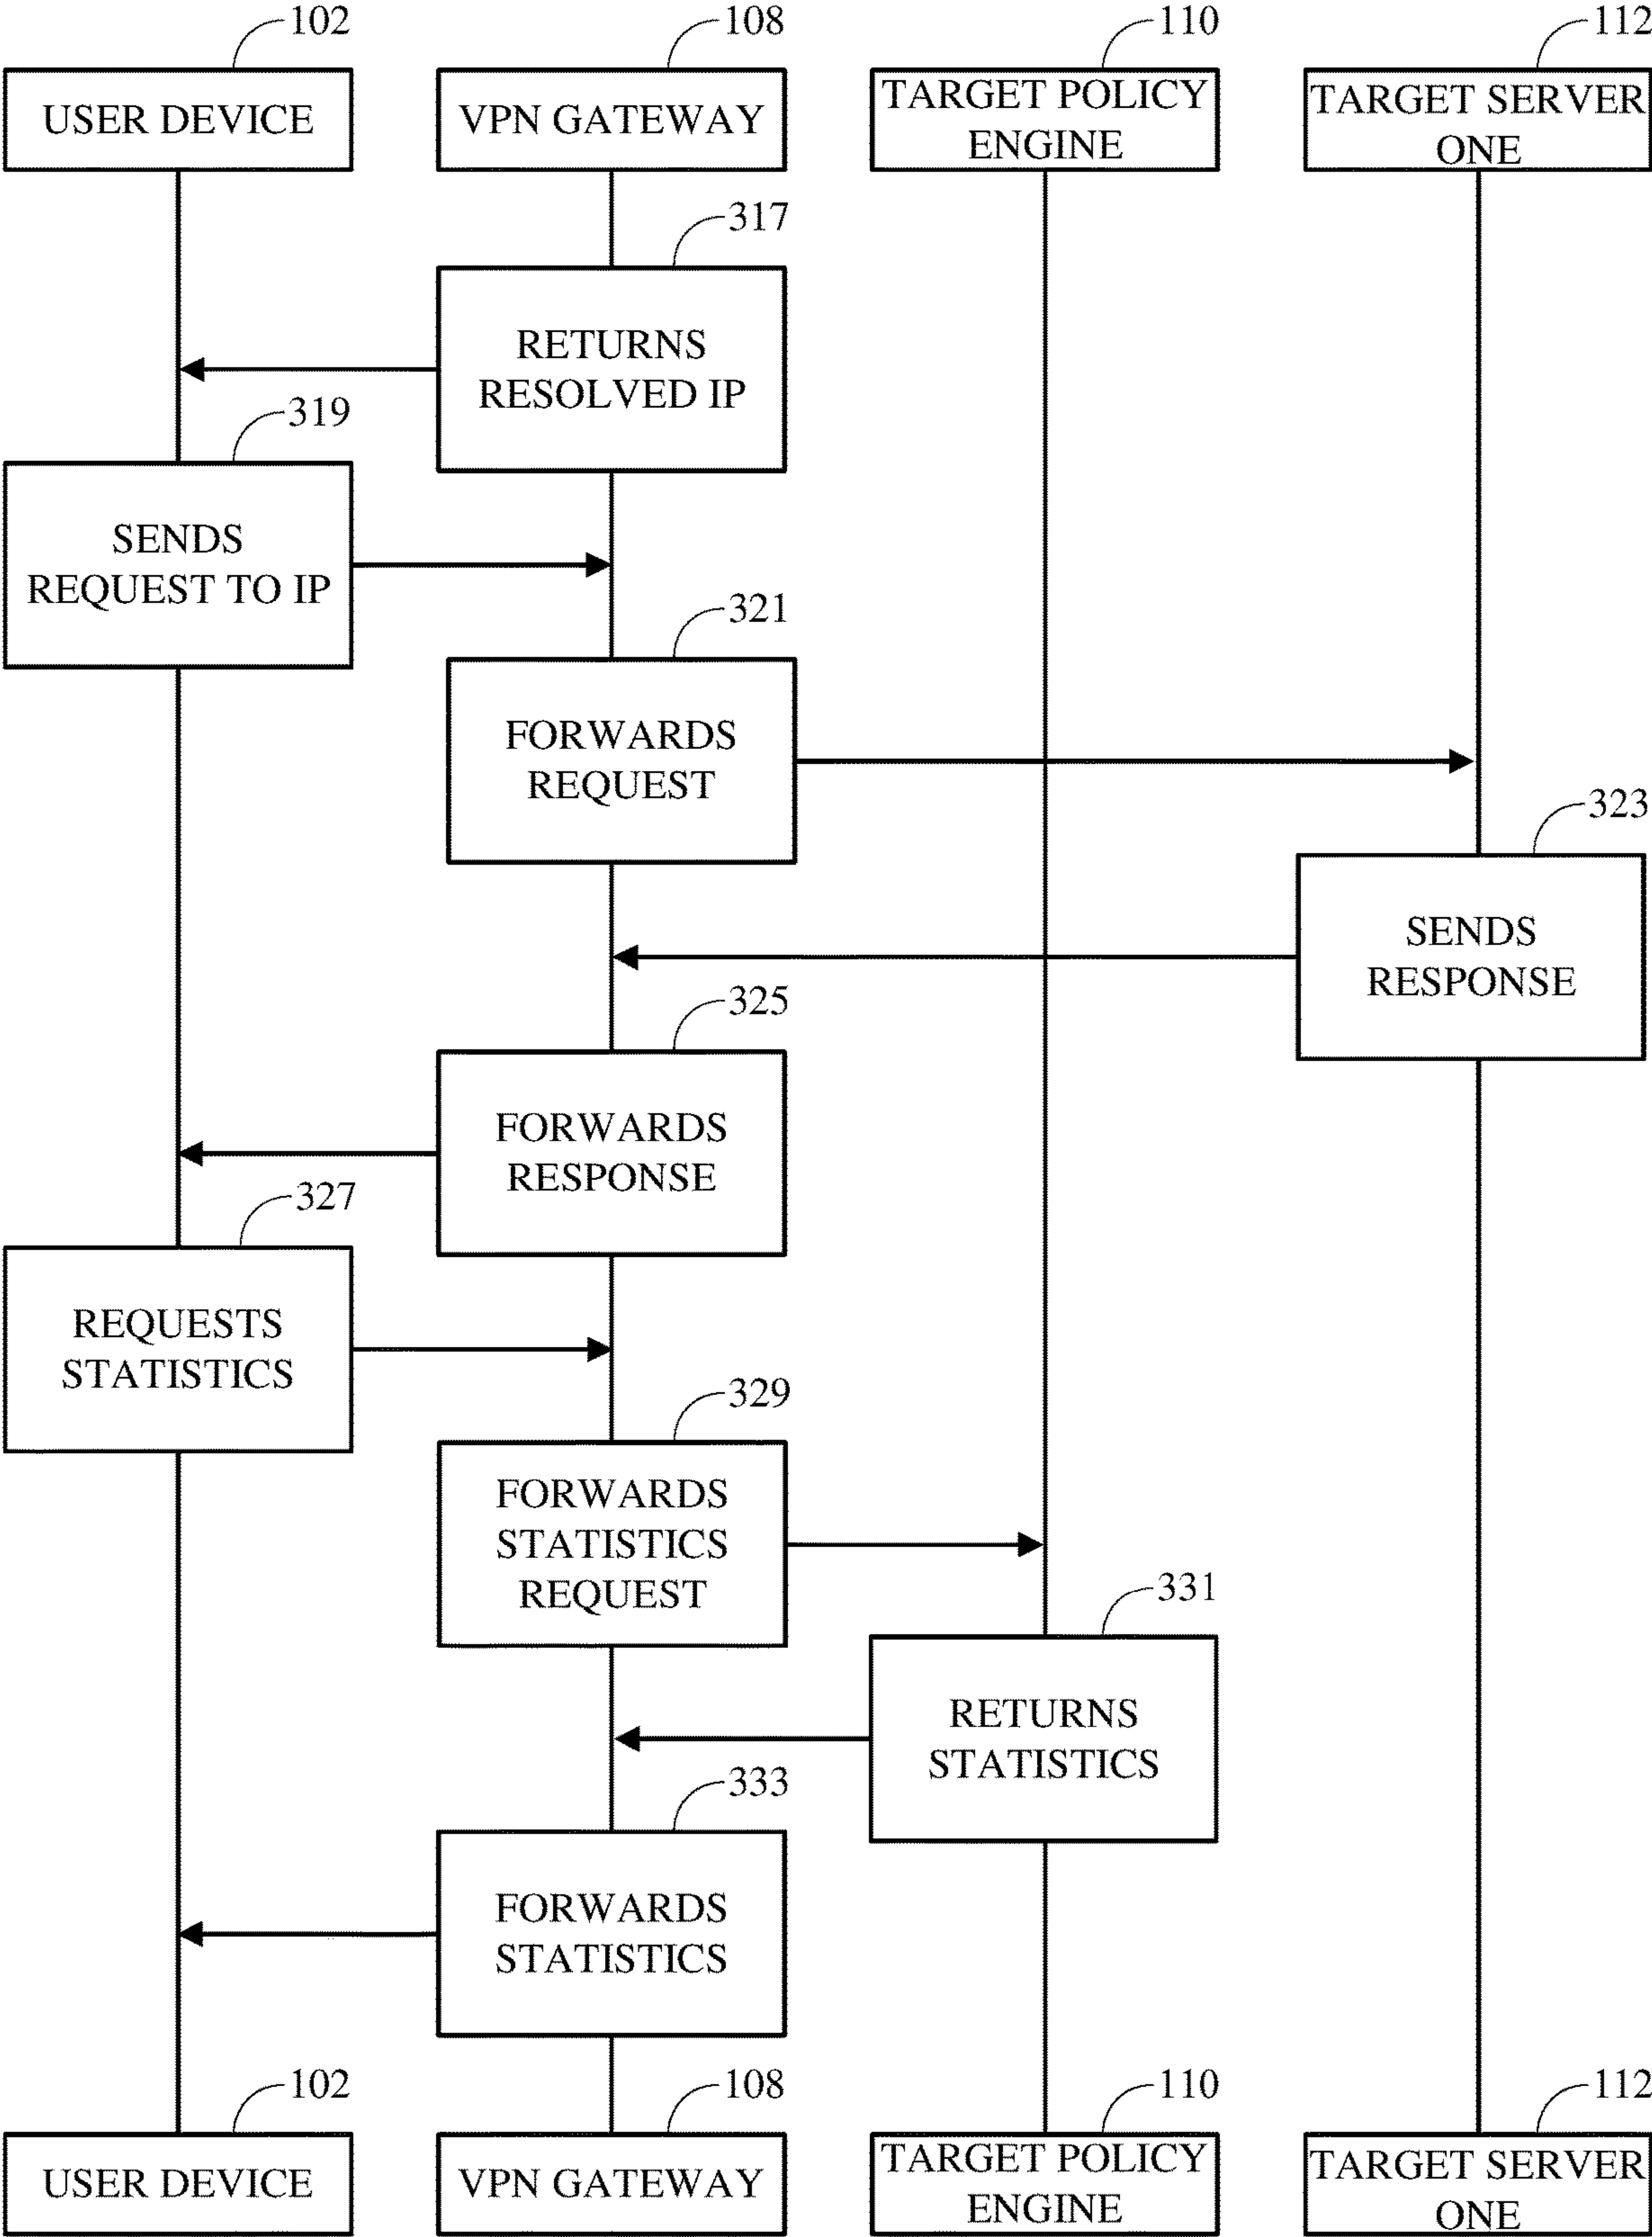 102
108
110
112
USER DEVICE
VPN GATEWAY
TARGET POLICY
ENGINE
TARGET SERVER
ONE
317
RETURNS
RESOLVED IP
319
SENDS
REQUEST TO IP
321
FORWARDS
REQUEST
323
SENDS
RESPONSE
325
FORWARDS
RESPONSE
327
REQUESTS
STATISTICS
329
FORWARDS
STATISTICS
REQUEST
331
RETURNS
STATISTICS
333
FORWARDS
STATISTICS
102
108
110
112
USER DEVICE
VPN GATEWAY
TARGET POLICY
ENGINE
TARGET SERVER
ONE